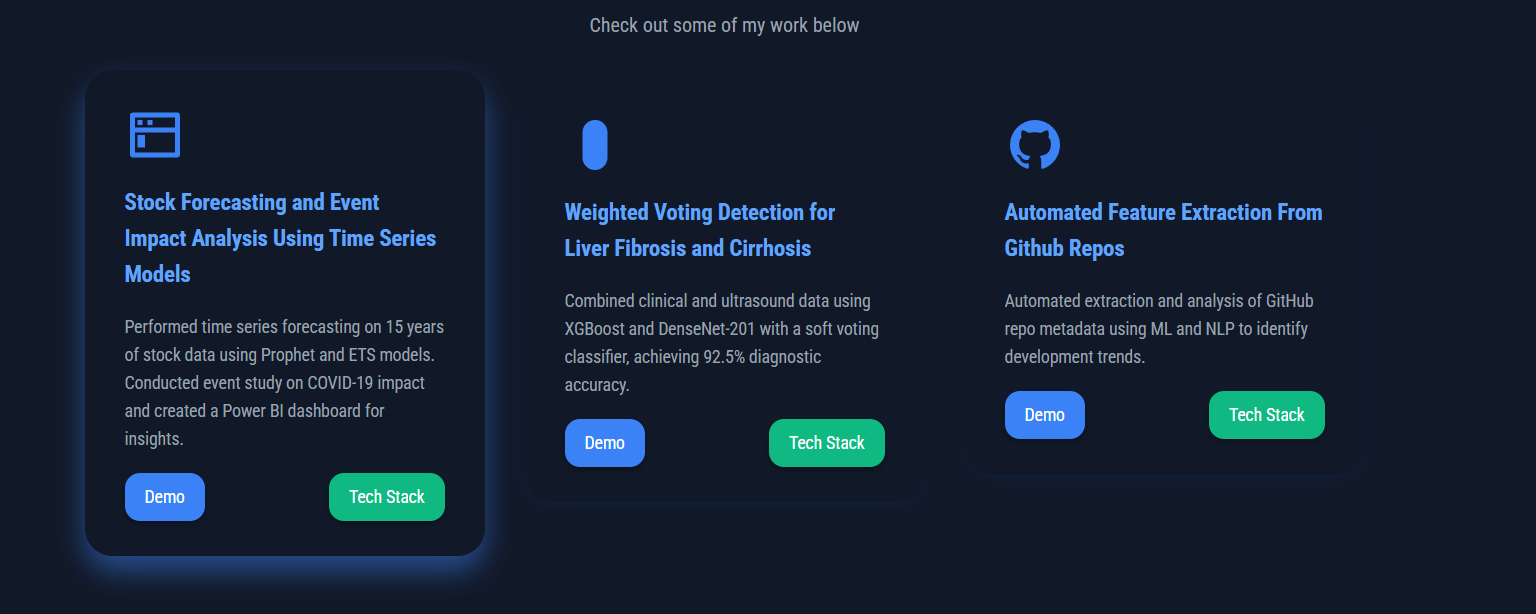 Check out some of my work below
Stock Forecasting and Event
Impact Analysis Using Time Series
Models
Performed time series forecasting on 15 years
of stock data using Prophet and ETS models.
Conducted event study on COVID-19 impact
and created a Power BI dashboard for
insights.
Demo
Tech Stack
Weighted Voting Detection for
Liver Fibrosis and Cirrhosis
Combined clinical and ultrasound data using
XGBoost and DenseNet-201 with a soft voting
classifier, achieving 92.5% diagnostic
accuracy.
Demo
Tech Stack
Automated Feature Extraction From
Github Repos
Automated extraction and analysis of GitHub
repo metadata using ML and NLP to identify
development trends.
Demo
Tech Stack